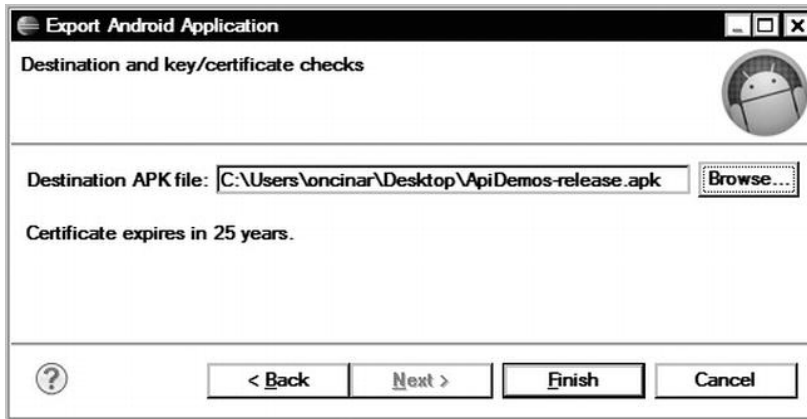 Export Android Application
Destination and key/certificate checks
Destination APK file: C:\Users\oncinar\Desktop\ApiDemos-release.apk Browse...
Certificate expires in 25 years.
? < Back Next > Finish Cancel